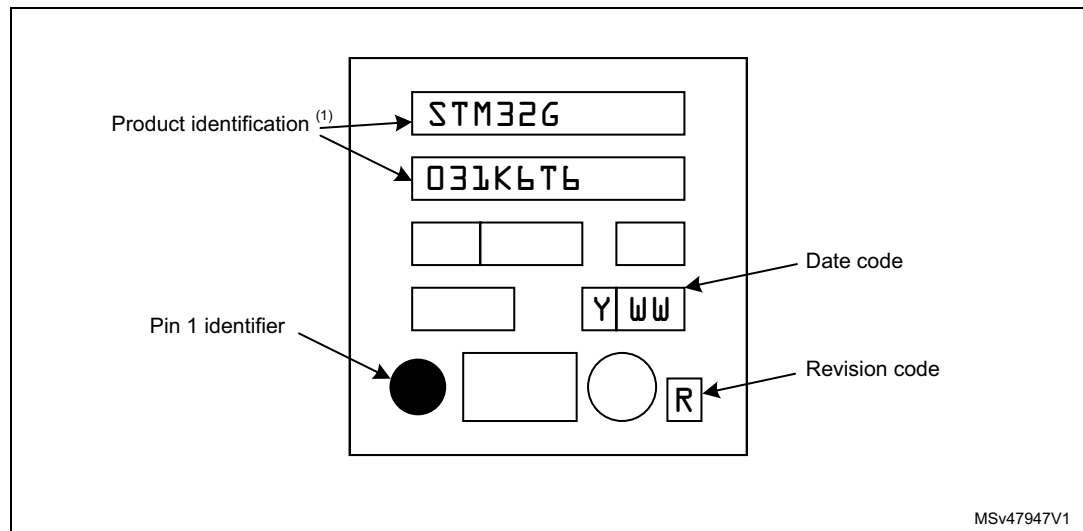 Product identification (1)
STM32G
031K6T6
Date code
Y WW
Pin 1 identifier
Revision code
R
MSv47947V1